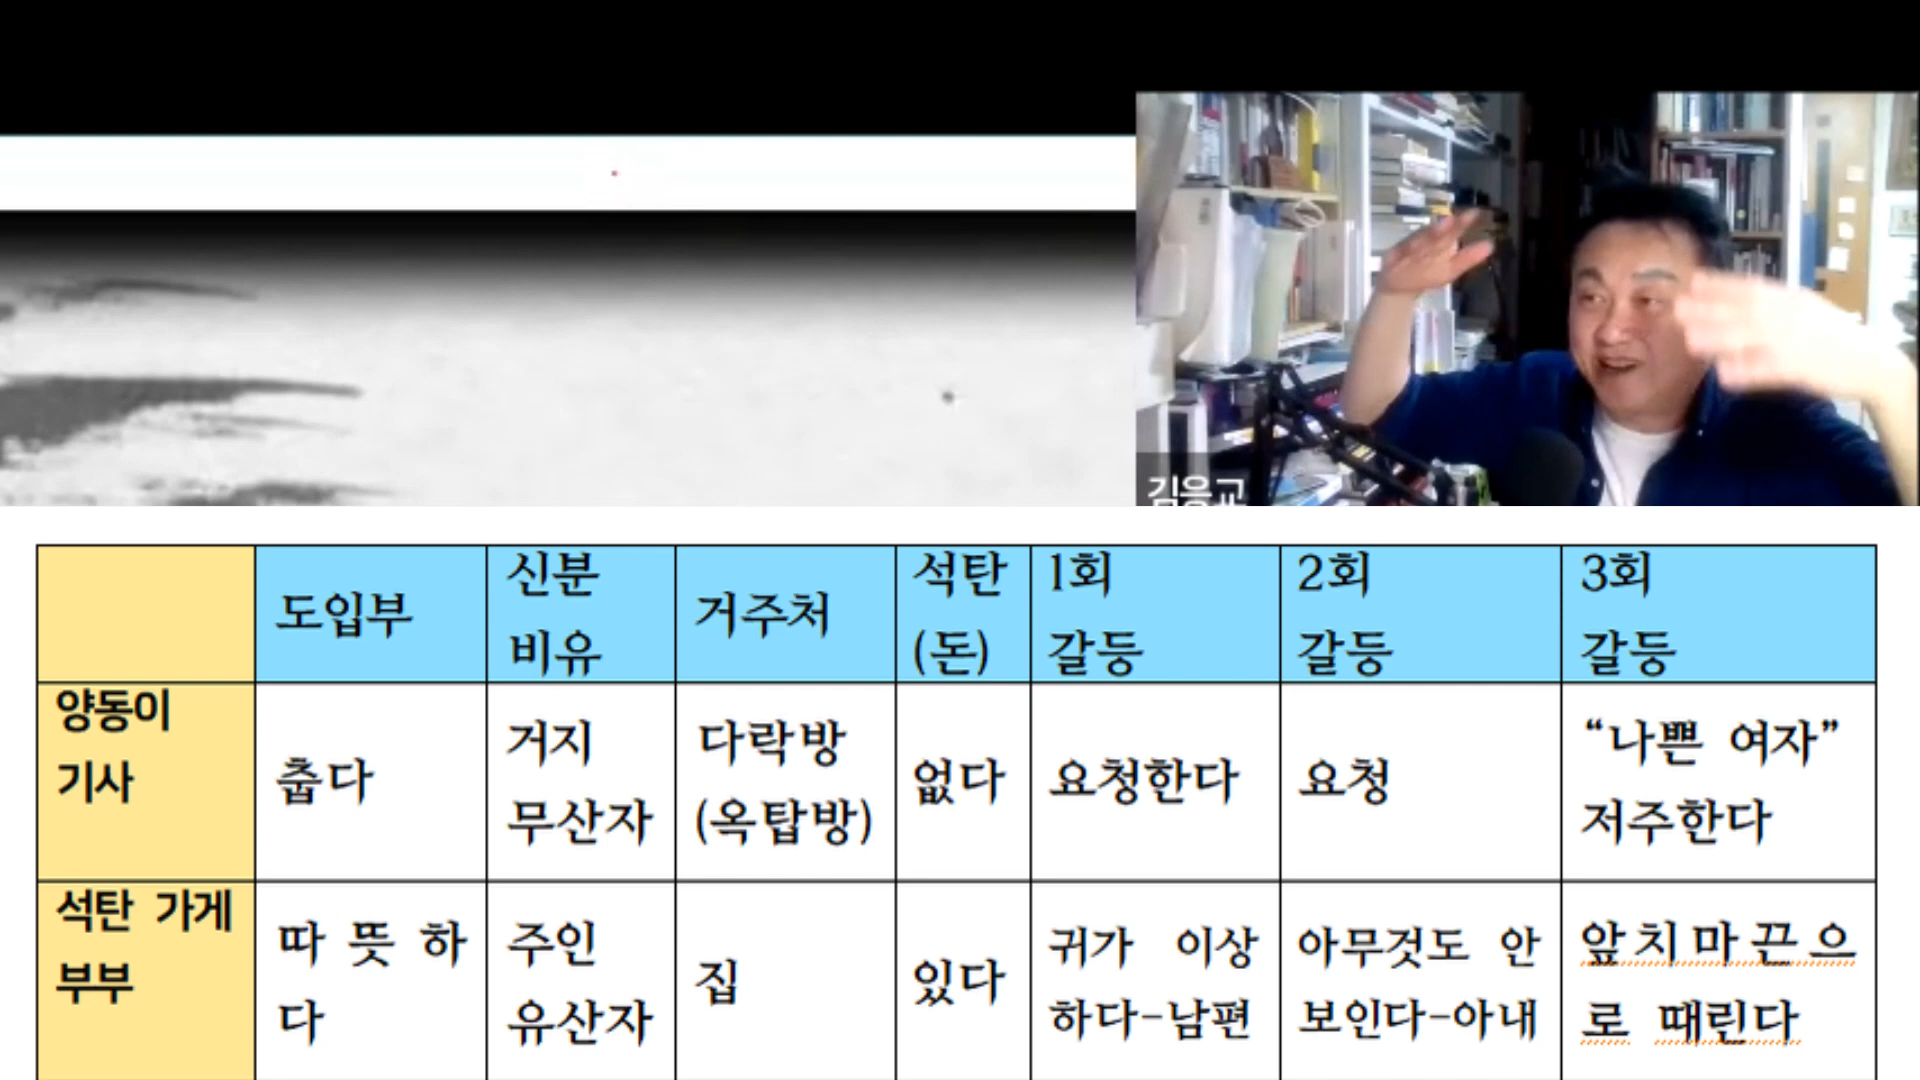 김응교
도입부
신분
비유
거주처
석탄
(돈)
1회
갈등
2회
갈등
3회
갈등
양동이
기사
춥다
거지
무산자
다락방
(옥탑방)
없다
요청한다
요청
“나쁜 여자”
저주한다
석탄 가게
부부
따 뜻 하
다
주인
유산자
집
있다
귀가 이상
하다-남편
아무것도 안
보인다-아내
앞치마끈으
로 때린다